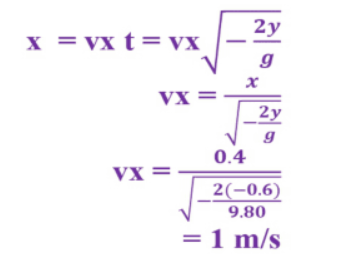 x = vx t = vx √(−2y/g)
vx = x/√(−2y/g)
vx = 0.4/√(−2(−0.6)/9.80)
= 1 m/s